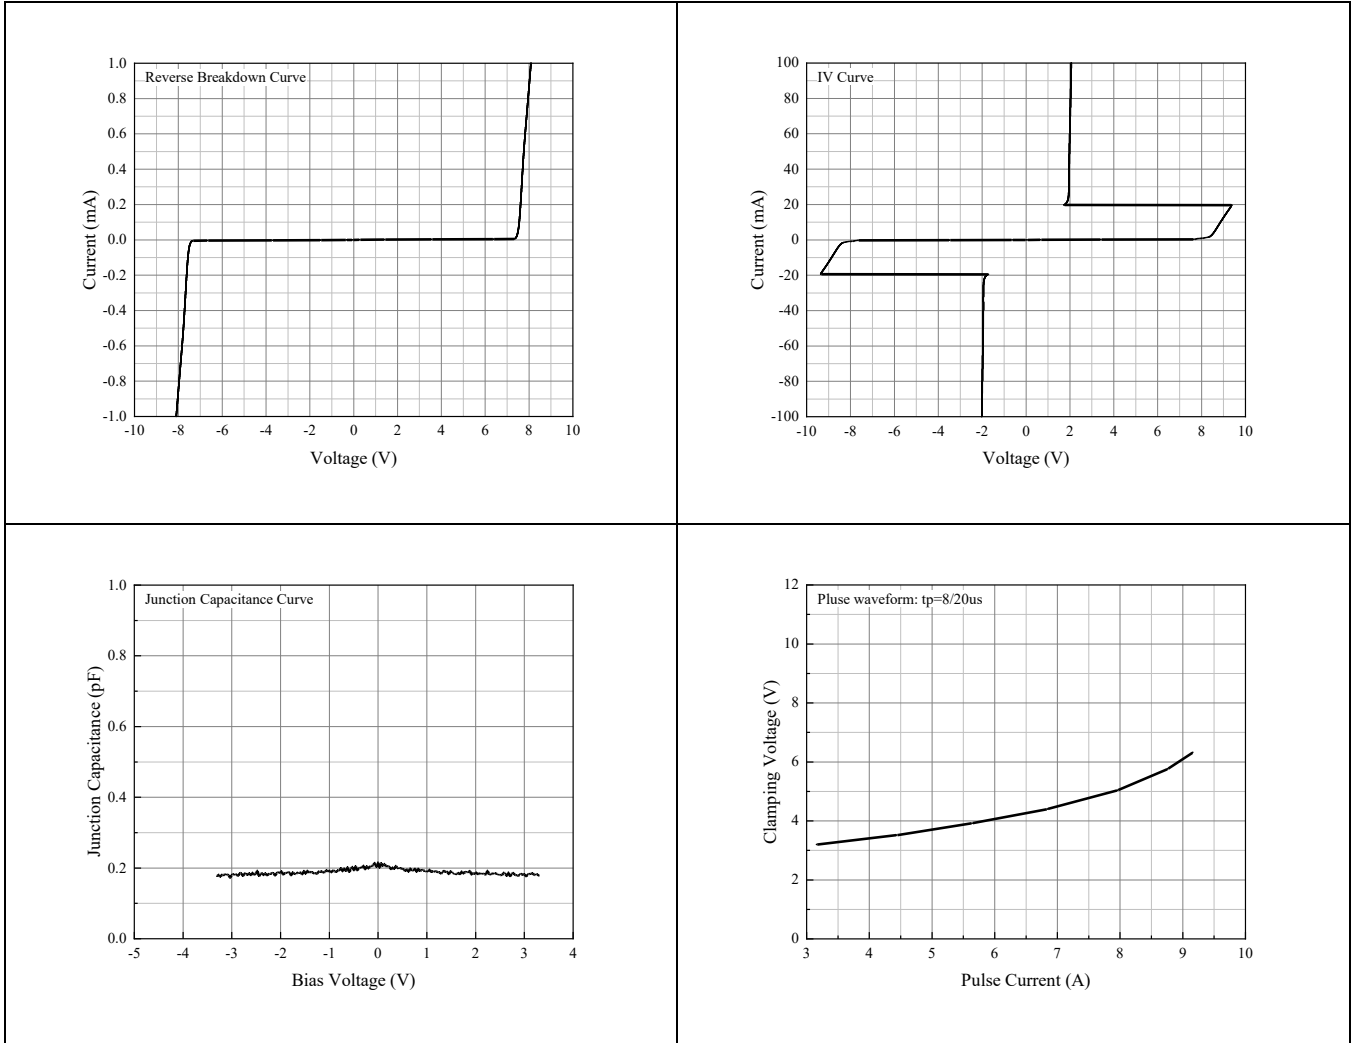 Reverse Breakdown Curve
1.0
0.8
0.6
0.4
0.2
0.0
-0.2
-0.4
-0.6
-0.8
-1.0
Current (mA)
-10 -8 -6 -4 -2 0 2 4 6 8 10
Voltage (V)
IV Curve
100
80
60
40
20
0
-20
-40
-60
-80
-100
Current (mA)
-10 -8 -6 -4 -2 0 2 4 6 8 10
Voltage (V)
Junction Capacitance Curve
1.0
0.8
0.6
0.4
0.2
0.0
Junction Capacitance (pF)
-5 -4 -3 -2 -1 0 1 2 3 4
Bias Voltage (V)
Pluse waveform: tp=8/20us
12
10
8
6
4
2
0
Clamping Voltage (V)
3 4 5 6 7 8 9 10
Pulse Current (A)